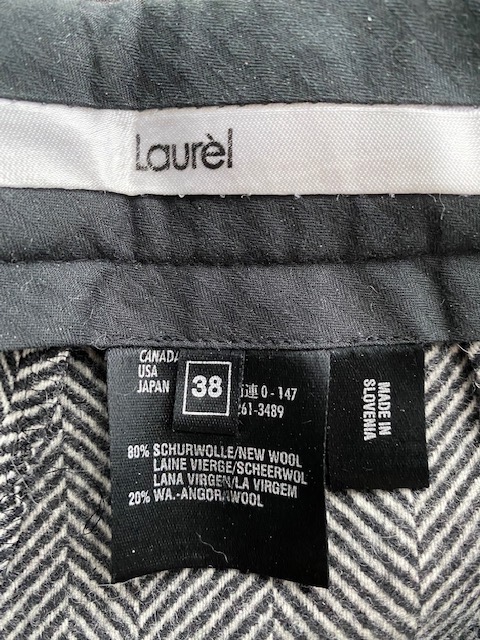 Laurèl
CANADA
USA
JAPAN
38
連 0 - 147
261-3489
MADE IN
SLOVENIA
80% SCHURWOLLE/NEW WOOL
LAINE VIERGE/SCHEERWOL
LANA VIRGEN/LA VIRGEM
20% WA.-ANGOR/WOOL